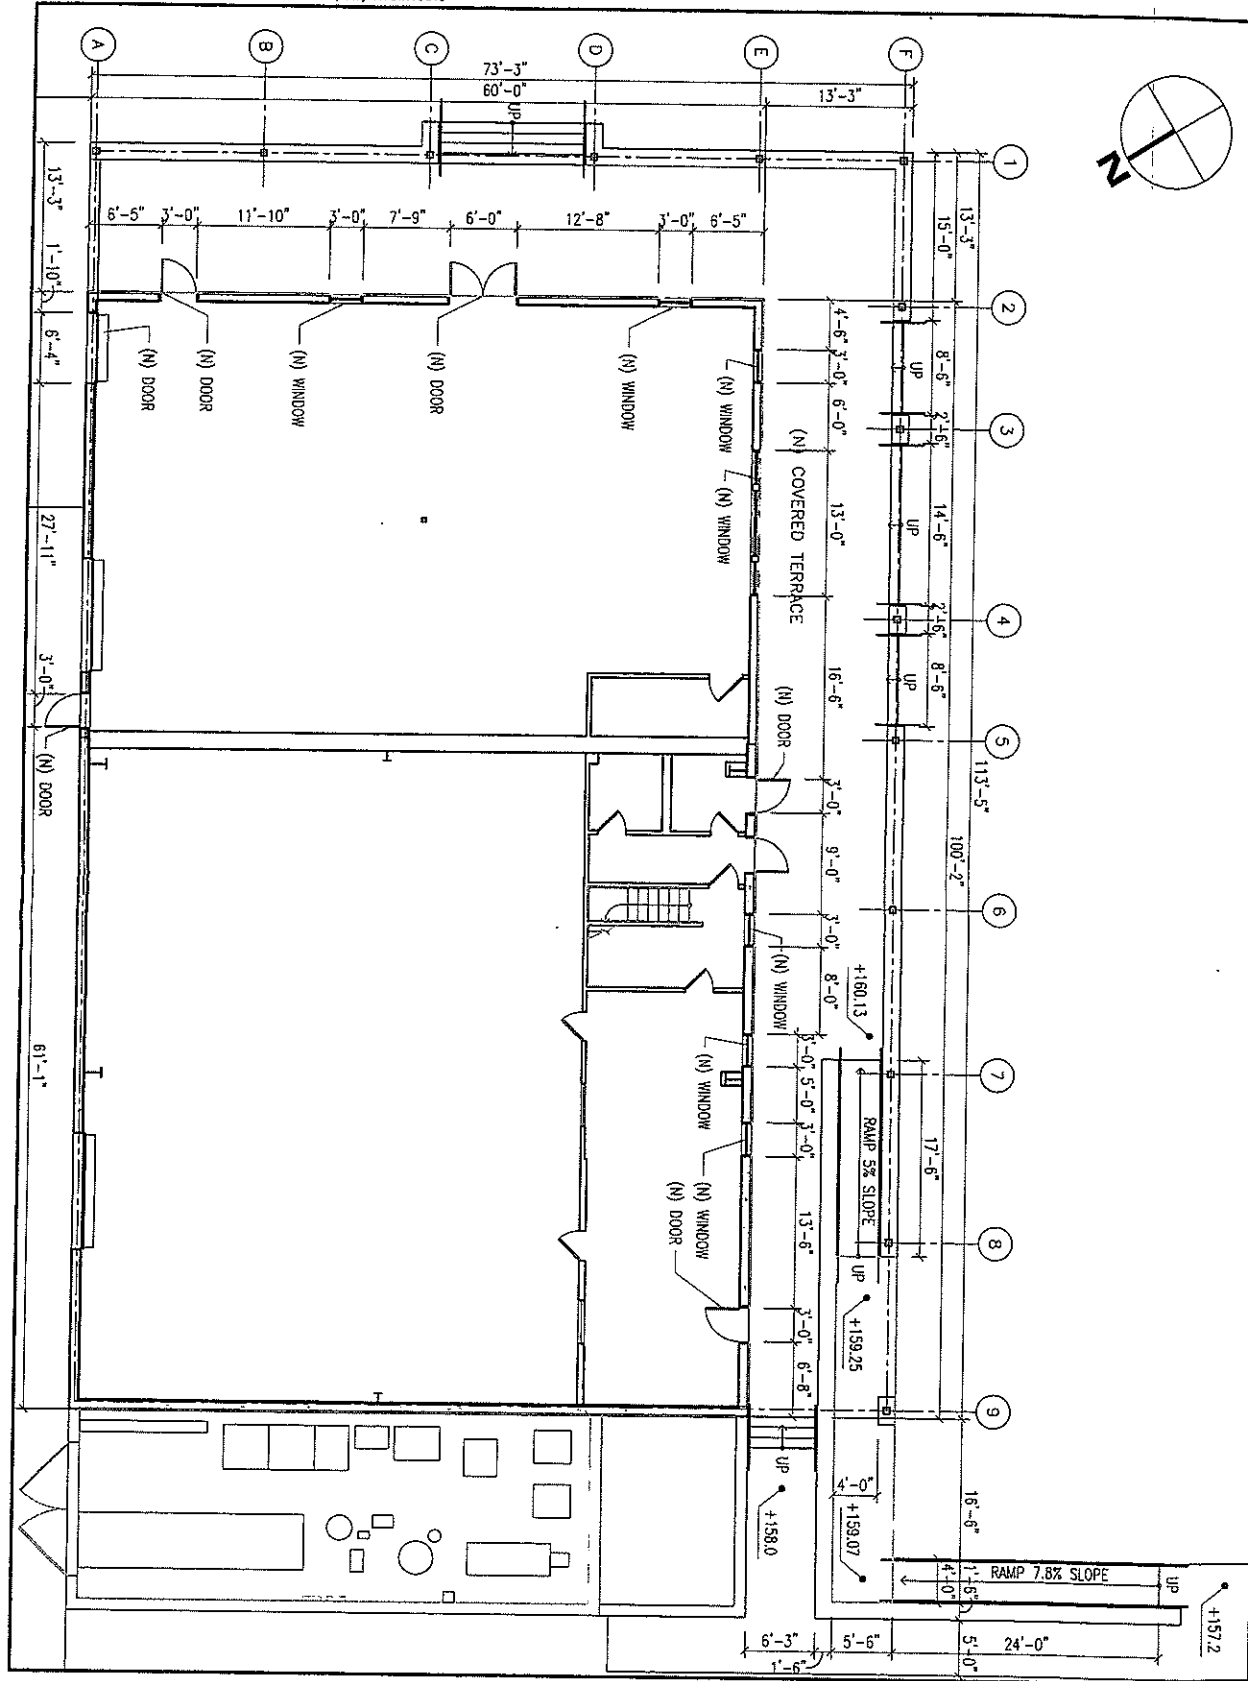 A
B
C
D
E
F
73'-3"
60'-0"
13'-3"
UP
N
1
2
3
4
5
6
7
8
9
6'-5"
3'-0"
11'-10"
3'-0"
7'-9"
6'-0"
12'-8"
3'-0"
6'-5"
13'-3"
1'-10"
6'-4"
27'-11"
3'-0"
61'-1"
(N) DOOR
(N) DOOR
(N) WINDOW
(N) DOOR
(N) WINDOW
(N) WINDOW
(N) WINDOW
(N) COVERED TERRACE
4'-6"
3'-0"
6'-0"
13'-0"
16'-6"
3'-0"
9'-0"
3'-0"
8'-0"
3'-0"
5'-0"
3'-0"
13'-6"
3'-0"
6'-8"
13'-3"
15'-0"
8'-6"
2'-6"
14'-6"
2'-6"
8'-6"
UP
UP
UP
113'-5"
100'-2"
(N) DOOR
(N) DOOR
(N) WINDOW
(N) WINDOW
(N) WINDOW
(N) DOOR
+160.13
17'-6"
RAMP 5% SLOPE
UP
+159.25
UP
+158.0
4'-0"
+159.07
16'-6"
RAMP 7.8% SLOPE
UP
4'-0"
1'-6"
+157.2
6'-3"
1'-6"
5'-6"
24'-0"
5'-0"